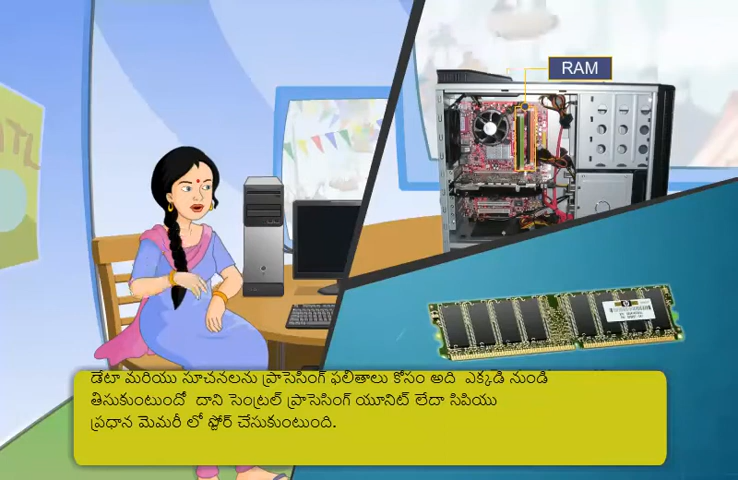 RAM
డేటా మరియు సూచనలను ప్రాసెసింగ్ ఫలితాలు కోసం అది ఎక్కడి నుండి
తిసుకుంటుందో దాని సెంట్రల్ ప్రాసెసింగ్ యూనిట్ లేదా సిపియు
ప్రధాన మెమరీ లో స్టోర్ చేసుకుంటుంది.